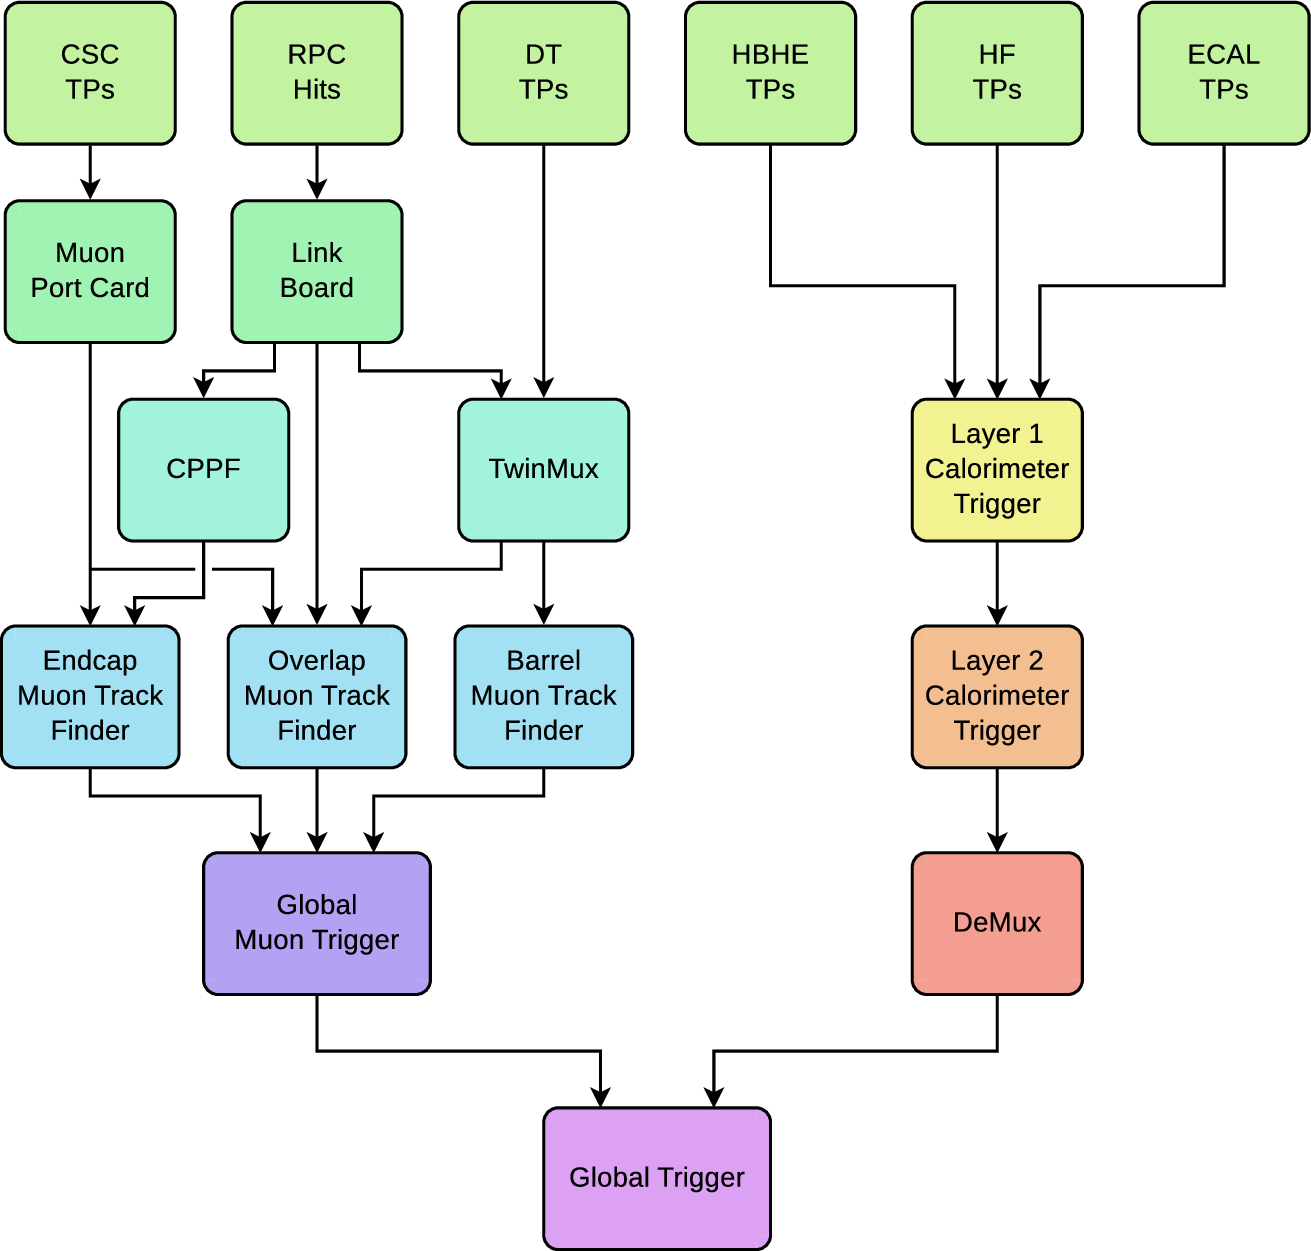 CSC
TPs
RPC
Hits
DT
TPs
HBHE
TPs
HF
TPs
ECAL
TPs
Muon
Port Card
Link
Board
CPPF
TwinMux
Layer 1
Calorimeter
Trigger
Endcap
Muon Track
Finder
Overlap
Muon Track
Finder
Barrel
Muon Track
Finder
Layer 2
Calorimeter
Trigger
Global
Muon Trigger
DeMux
Global Trigger